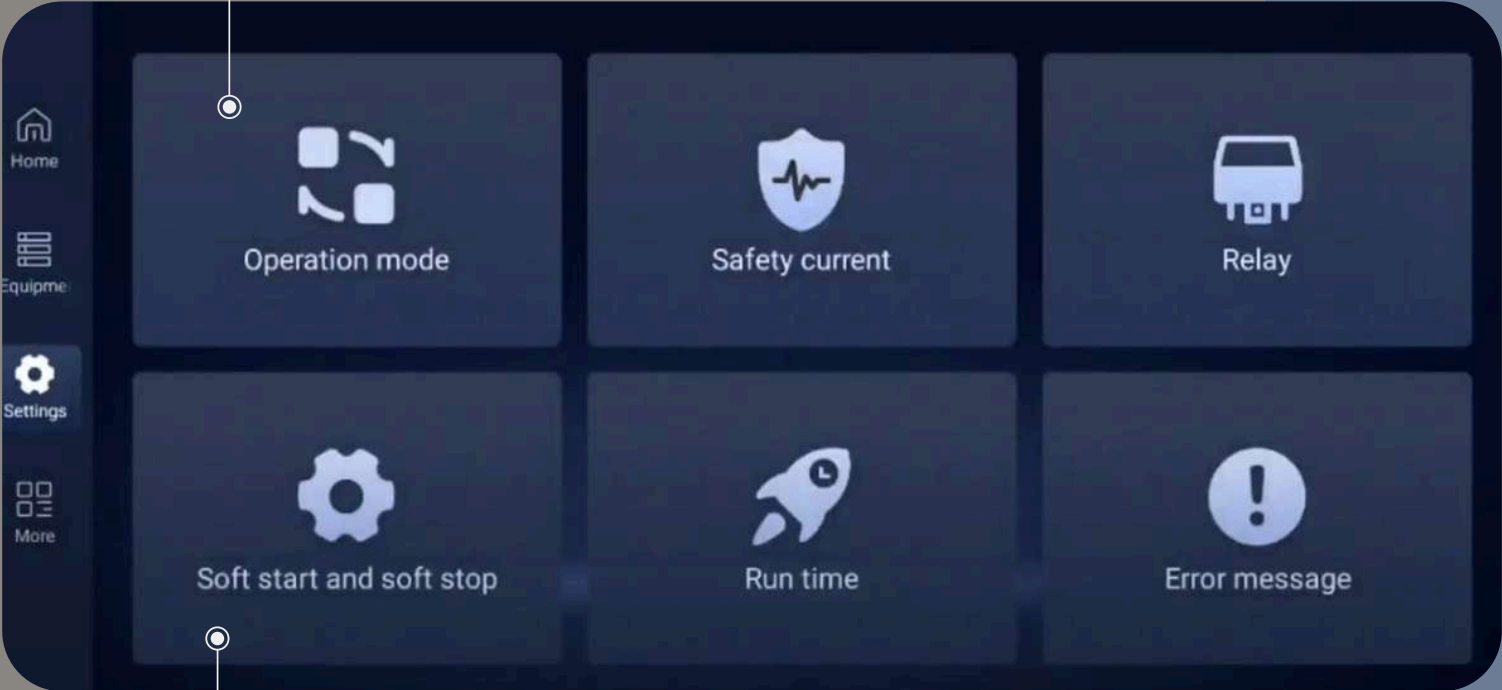 Home
Equipme
Settings
More
Operation mode
Safety current
Relay
Soft start and soft stop
Run time
Error message